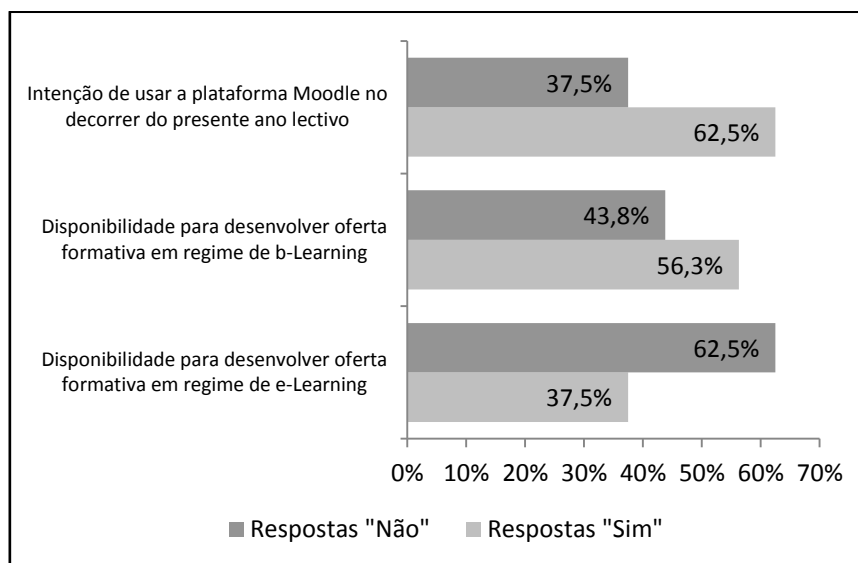 Intenção de usar a plataforma Moodle no
decorrer do presente ano lectivo
37,5%
62,5%
Disponibilidade para desenvolver oferta
formativa em regime de b-Learning
43,8%
56,3%
Disponibilidade para desenvolver oferta
formativa em regime de e-Learning
62,5%
37,5%
0% 10% 20% 30% 40% 50% 60% 70%
Respostas "Não" Respostas "Sim"